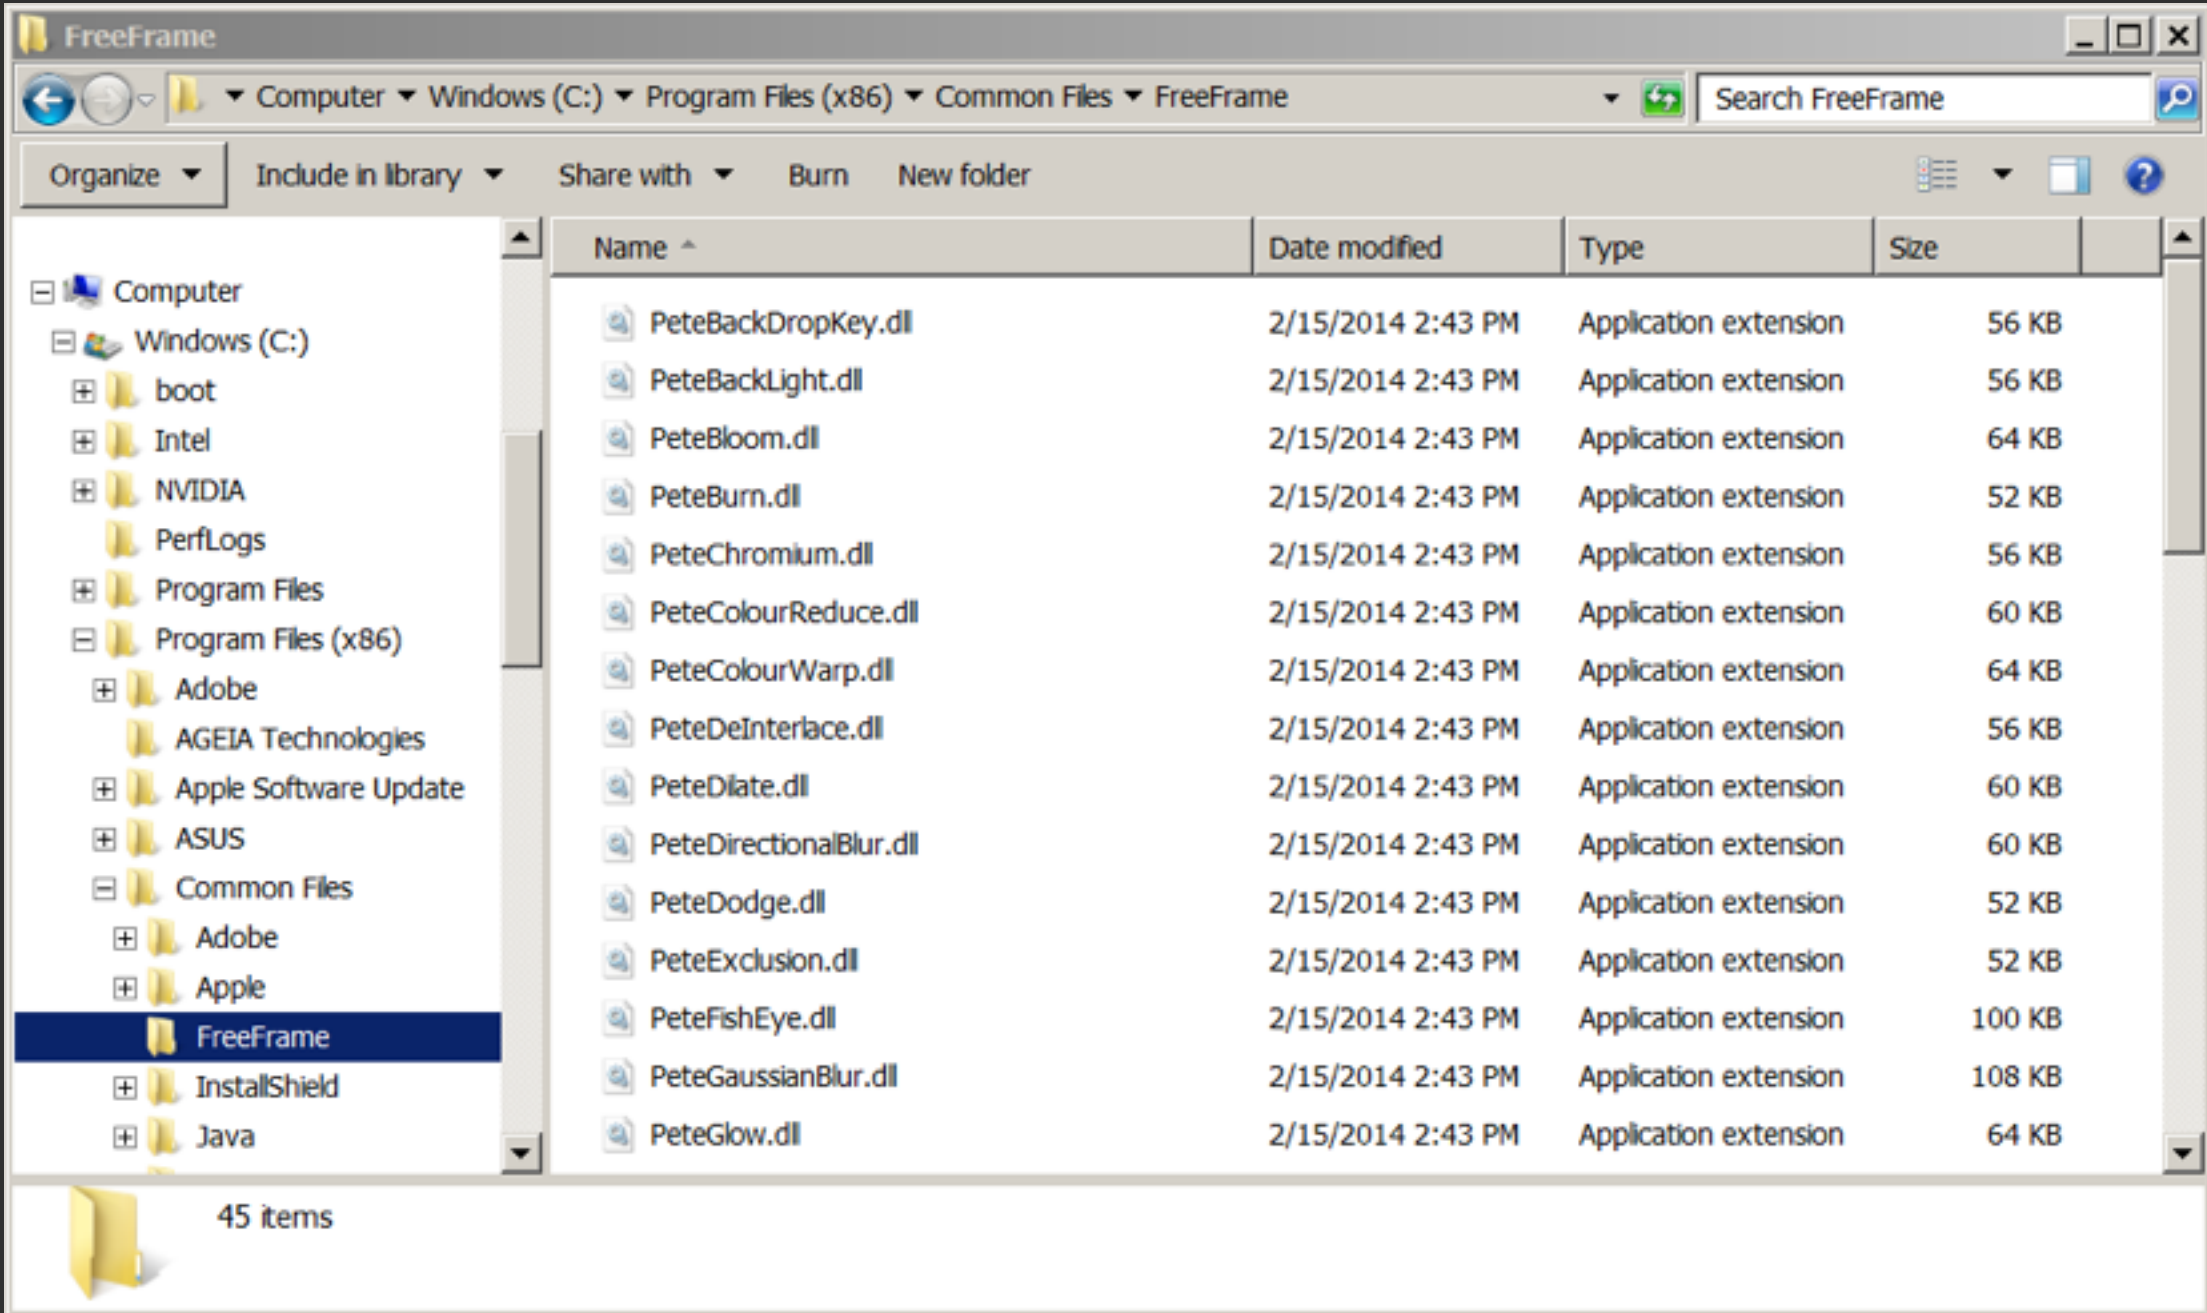 FreeFrame
Computer Windows (C:) Program Files (x86) Common Files FreeFrame Search FreeFrame
Organize Include in library Share with Burn New folder
Computer
Windows (C:)
boot
Intel
NVIDIA
PerfLogs
Program Files
Program Files (x86)
Adobe
AGEIA Technologies
Apple Software Update
ASUS
Common Files
Adobe
Apple
FreeFrame
InstallShield
Java
Name Date modified Type Size
PeteBackDropKey.dll 2/15/2014 2:43 PM Application extension 56 KB
PeteBackLight.dll 2/15/2014 2:43 PM Application extension 56 KB
PeteBloom.dll 2/15/2014 2:43 PM Application extension 64 KB
PeteBurn.dll 2/15/2014 2:43 PM Application extension 52 KB
PeteChromium.dll 2/15/2014 2:43 PM Application extension 56 KB
PeteColourReduce.dll 2/15/2014 2:43 PM Application extension 60 KB
PeteColourWarp.dll 2/15/2014 2:43 PM Application extension 64 KB
PeteDeInterlace.dll 2/15/2014 2:43 PM Application extension 56 KB
PeteDilate.dll 2/15/2014 2:43 PM Application extension 60 KB
PeteDirectionalBlur.dll 2/15/2014 2:43 PM Application extension 60 KB
PeteDodge.dll 2/15/2014 2:43 PM Application extension 52 KB
PeteExclusion.dll 2/15/2014 2:43 PM Application extension 52 KB
PeteFishEye.dll 2/15/2014 2:43 PM Application extension 100 KB
PeteGaussianBlur.dll 2/15/2014 2:43 PM Application extension 108 KB
PeteGlow.dll 2/15/2014 2:43 PM Application extension 64 KB
45 items